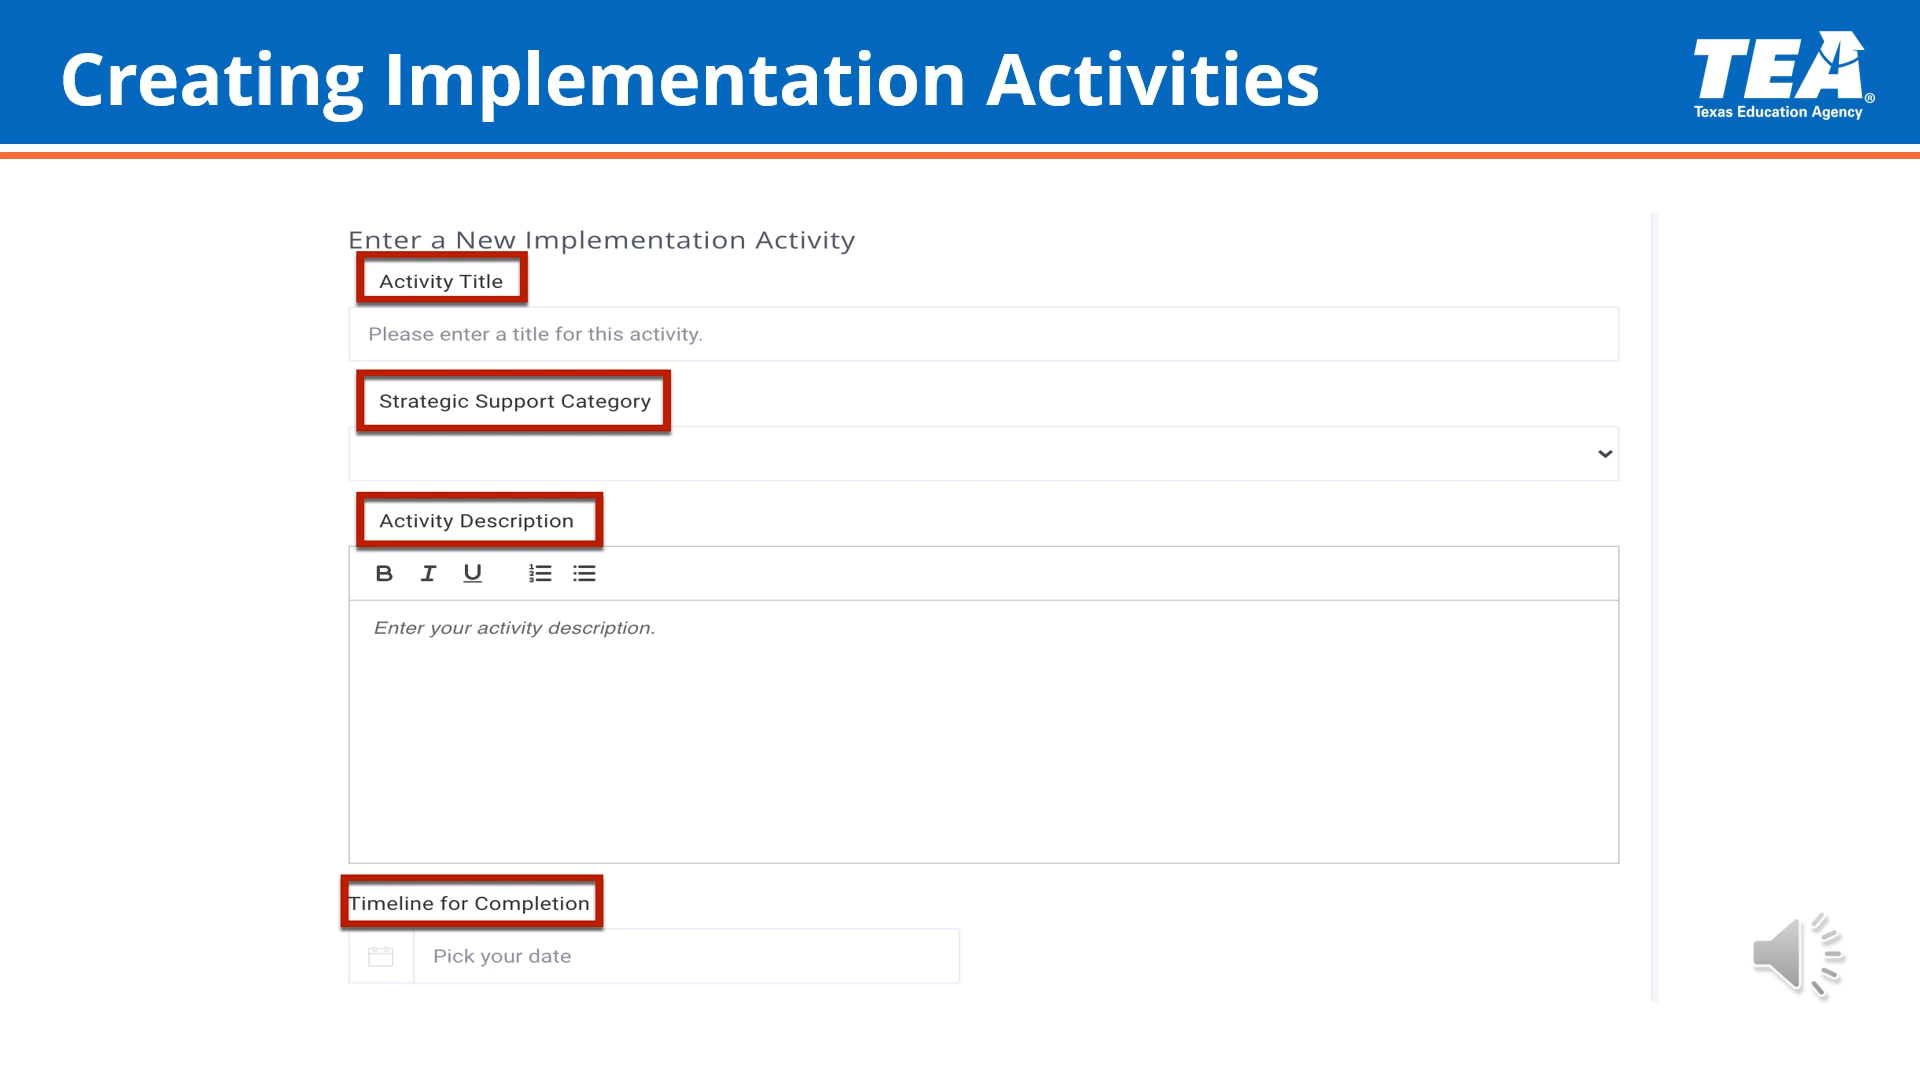 Creating Implementation Activities
TEA®
Texas Education Agency
Enter a New Implementation Activity
Activity Title
Please enter a title for this activity.
Strategic Support Category
Activity Description
B I U
Enter your activity description.
Timeline for Completion
Pick your date